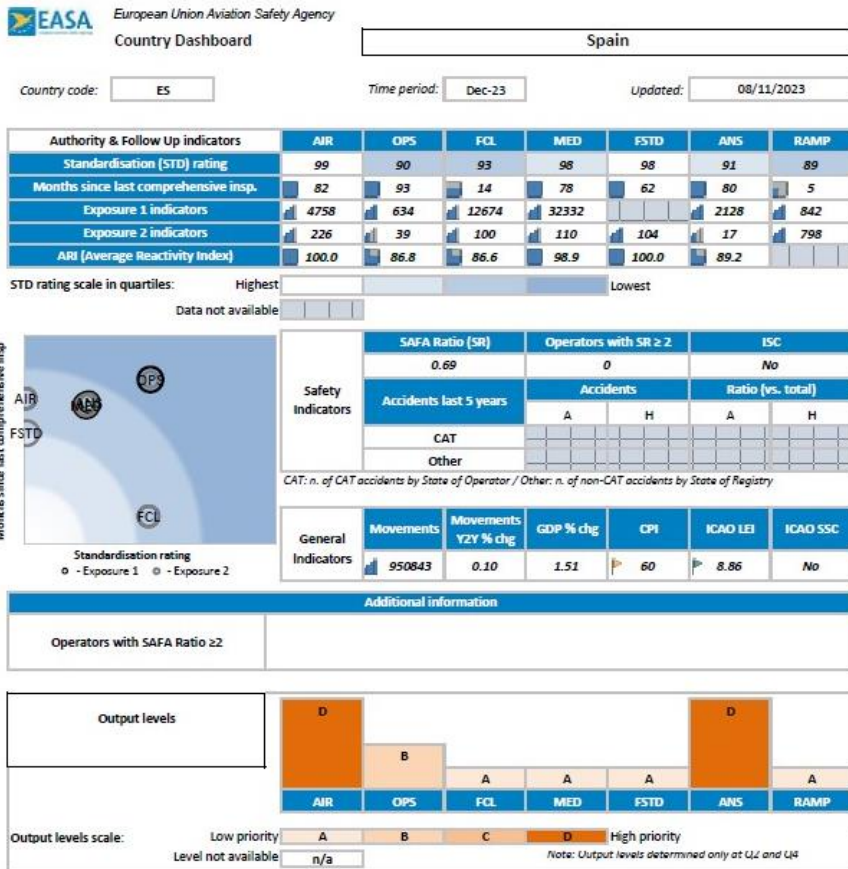 EASA
European Union Aviation Safety Agency
Country Dashboard
Spain
Country code: ES Time period: Dec-23 Updated: 08/11/2023
Authority & Follow Up indicators AIR OPS FCL MED FSTD ANS RAMP
Standardisation (STD) rating 99 90 93 98 98 91 89
Months since last comprehensive insp. 82 93 14 78 62 80 5
Exposure 1 indicators 4758 634 12674 32332 2128 842
Exposure 2 indicators 226 39 100 110 104 17 798
ARI (Average Reactivity Index) 100.0 86.8 86.6 98.9 100.0 89.2
STD rating scale in quartiles: Highest Lowest
Data not available
Months since last comprehensive insp
AIR
OPS
FSTD
FCL
Standardisation rating
- Exposure 1 - Exposure 2
Safety Indicators
SAFA Ratio (SR) Operators with SR ≥ 2 ISC
0.69 0 No
Accidents last 5 years Accidents Ratio (vs. total)
A H A H
CAT
Other
CAT: n. of CAT accidents by State of Operator / Other: n. of non-CAT accidents by State of Registry
General Indicators
Movements Movements Y2Y % chg GDP % chg CPI ICAO LEI ICAO SSC
950843 0.10 1.51 60 8.86 No
Additional information
Operators with SAFA Ratio ≥2
Output levels
D B A A A D A
AIR OPS FCL MED FSTD ANS RAMP
Output levels scale: Low priority A B C D High priority
Level not available n/a
Note: Output levels determined only at Q2 and Q4